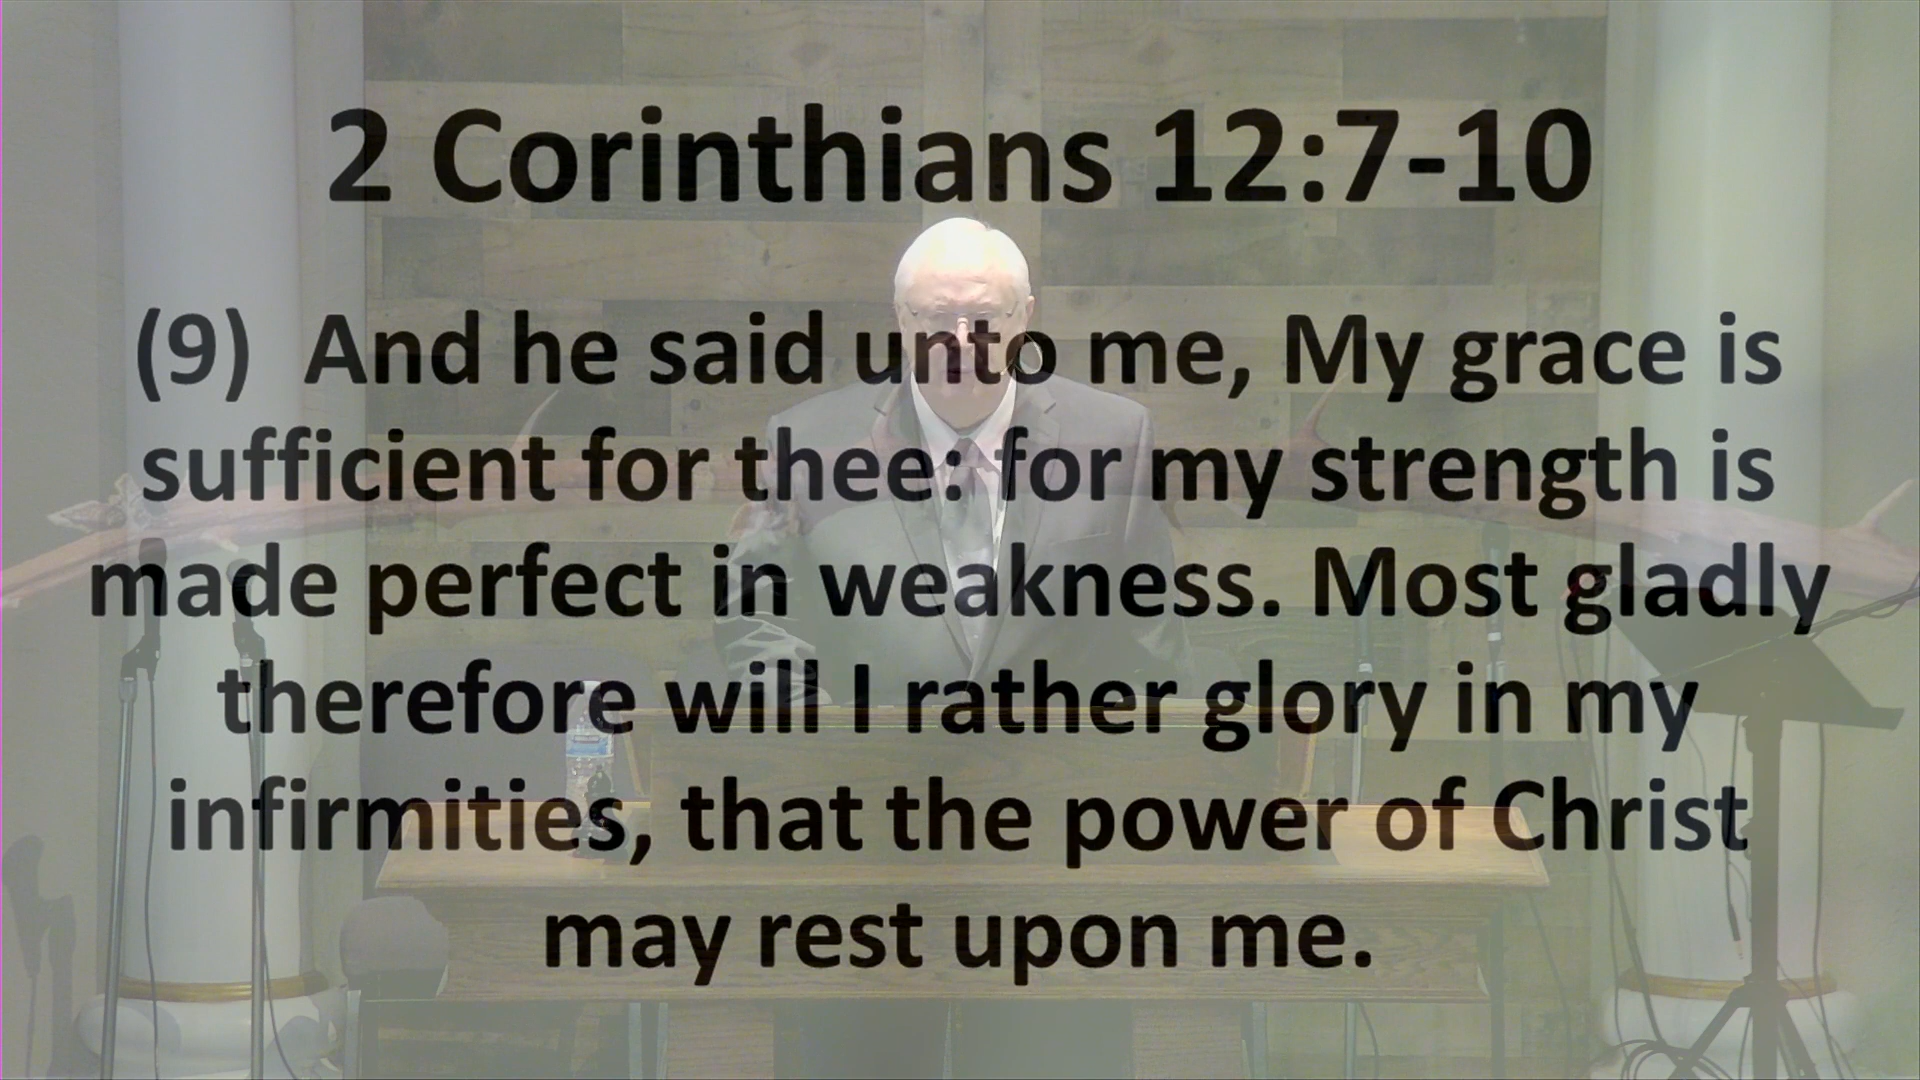 2 Corinthians 12:7-10
(9) And he said unto me, My grace is
sufficient for thee: for my strength is
made perfect in weakness. Most gladly
therefore will I rather glory in my
infirmities, that the power of Christ
may rest upon me.